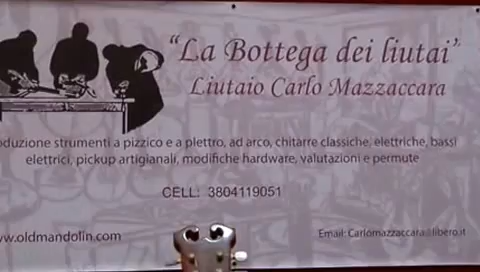 “La Bottega dei liutai”
Liutaio Carlo Mazzaccara
oduzione strumenti a pizzico e a plettro, ad arco, chitarre classiche, elettriche, bassi
elettrici, pickup artigianali, modifiche hardware, valutazioni e permute
CELL: 3804119051
ww.oldmandolin.com
Email: Carlomazzaccara@libero.it